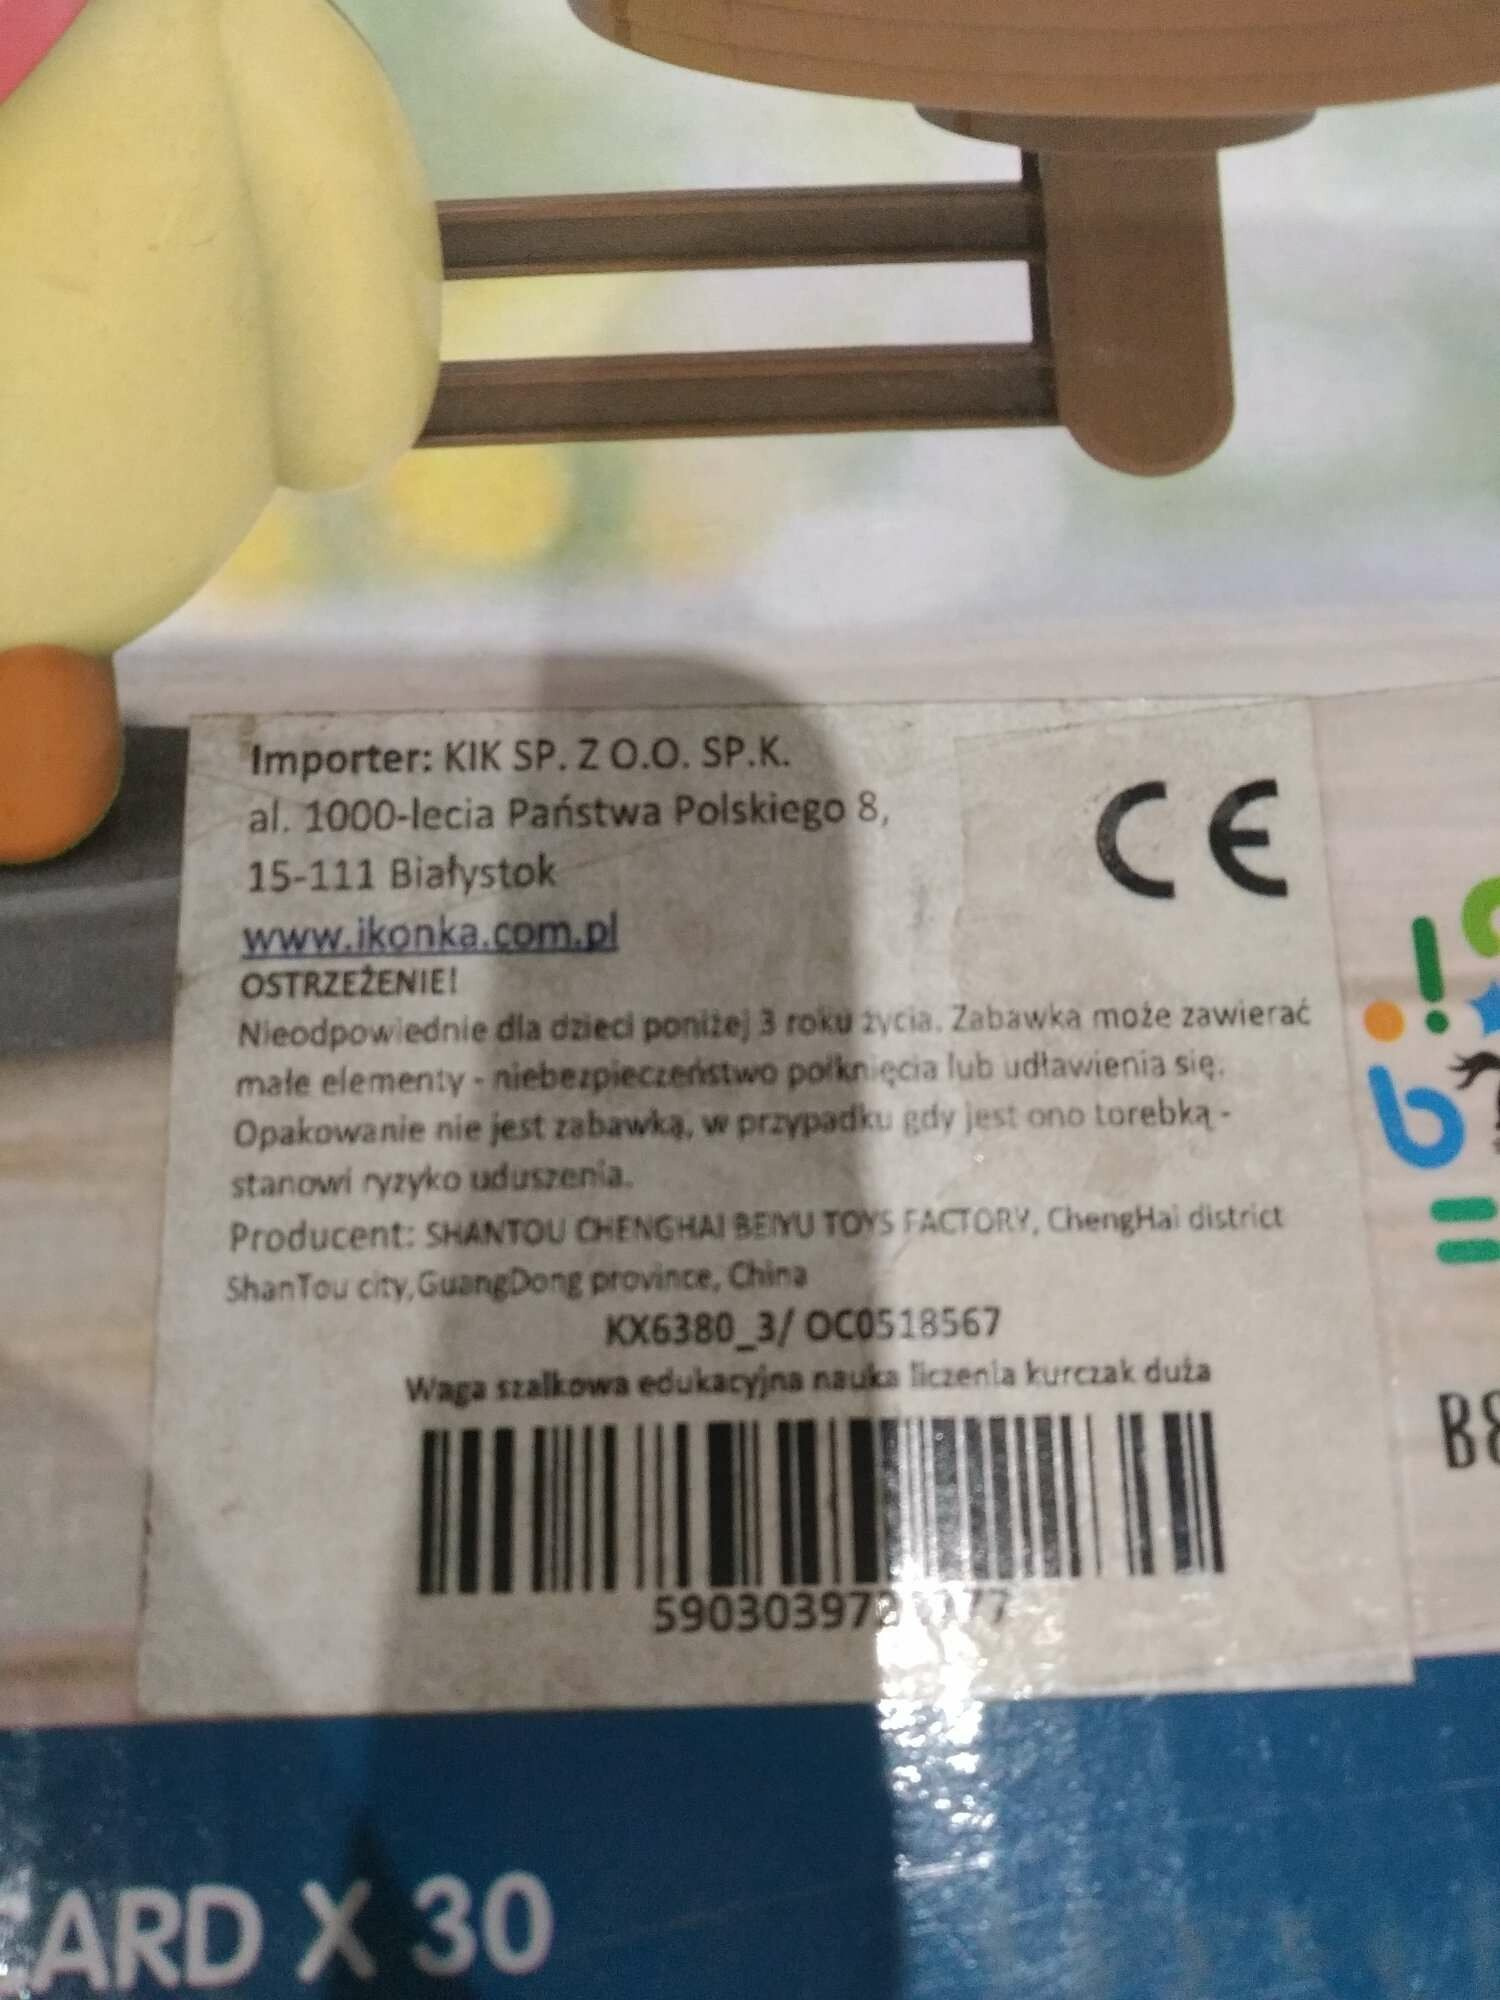 Importer: KIK SP. Z O.O. SP.K.
al. 1000-lecia Państwa Polskiego 8,
15-111 Białystok
www.ikonka.com.pl
OSTRZEŻENIE!
Nieodpowiednie dla dzieci poniżej 3 roku życia. Zabawka może zawierać
małe elementy - niebezpieczeństwo połknięcia lub udławienia się.
Opakowanie nie jest zabawką, w przypadku gdy jest ono torebką -
stanowi ryzyko uduszenia.
Producent: SHANTOU CHENGHAI BEIYU TOYS FACTORY, ChengHai district
ShanTou city,GuangDong province, China
KX6380_3/ OC0518567
Waga szalkowa edukacyjna nauka liczenia kurczak duża
CE
CARD X 30